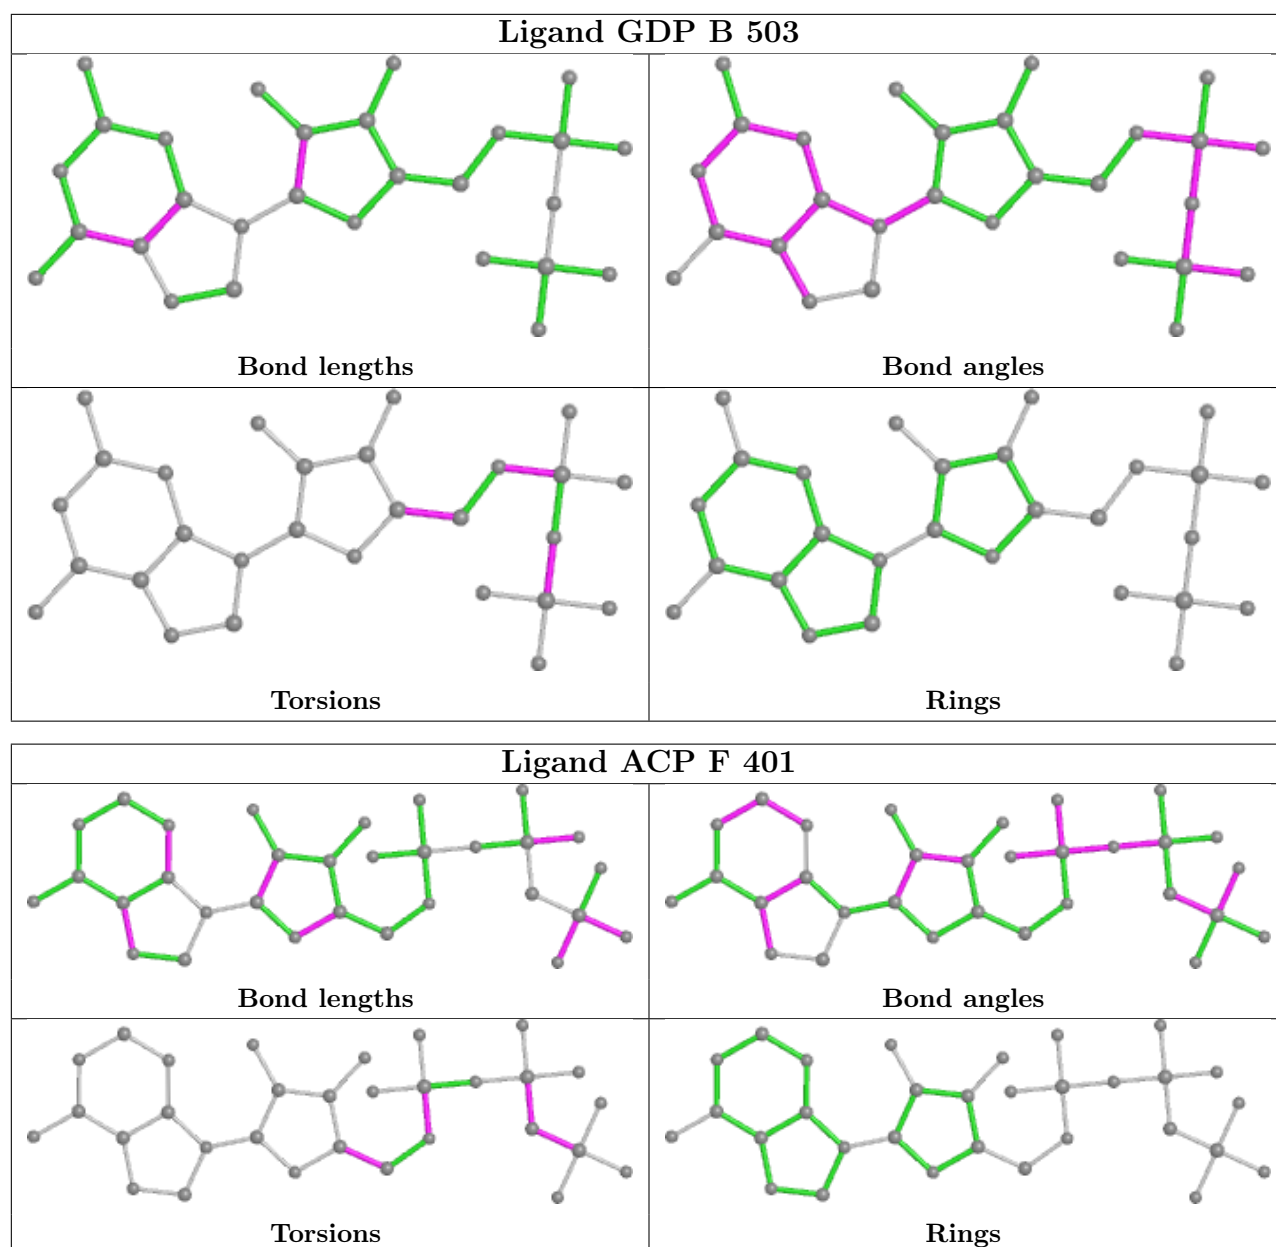 Ligand GDP B 503
Bond lengths
Bond angles
Torsions
Rings
Ligand ACP F 401
Bond lengths
Bond angles
Torsions
Rings